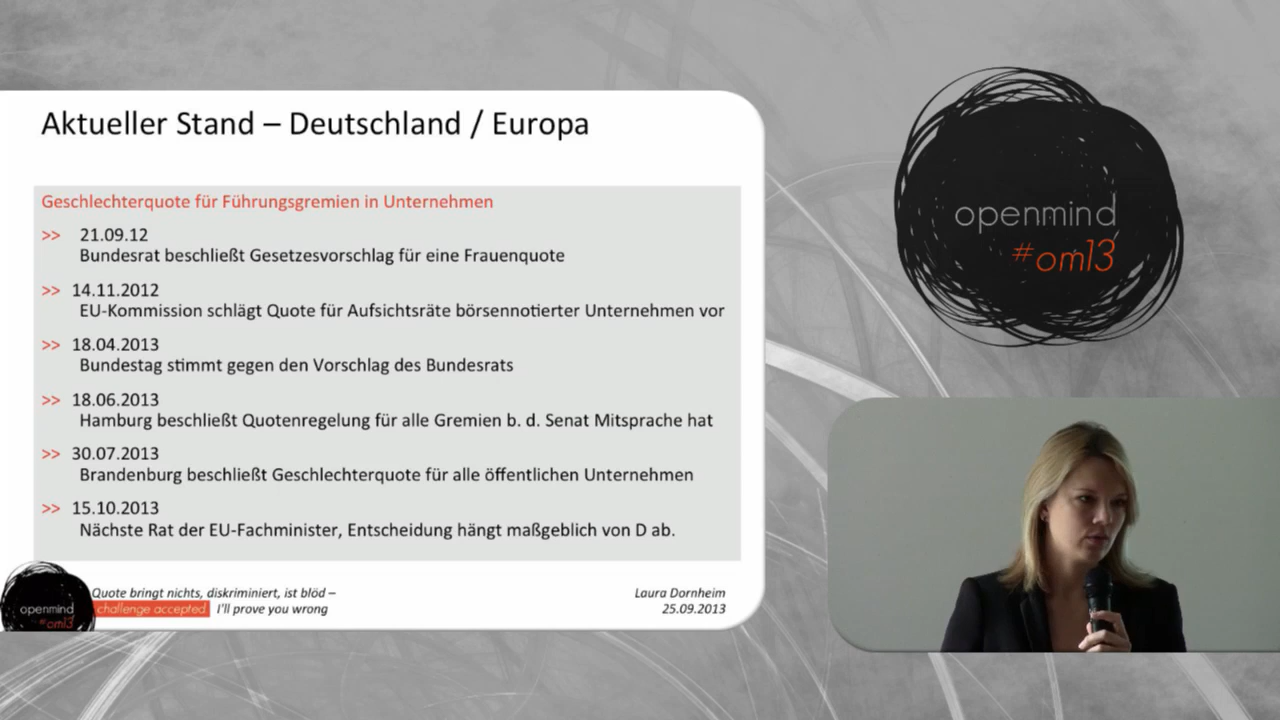 Aktueller Stand – Deutschland / Europa
Geschlechterquote für Führungsgremien in Unternehmen
>> 21.09.12
Bundesrat beschließt Gesetzesvorschlag für eine Frauenquote
>> 14.11.2012
EU-Kommission schlägt Quote für Aufsichtsräte börsennotierter Unternehmen vor
>> 18.04.2013
Bundestag stimmt gegen den Vorschlag des Bundesrats
>> 18.06.2013
Hamburg beschließt Quotenregelung für alle Gremien b. d. Senat Mitsprache hat
>> 30.07.2013
Brandenburg beschließt Geschlechterquote für alle öffentlichen Unternehmen
>> 15.10.2013
Nächste Rat der EU-Fachminister, Entscheidung hängt maßgeblich von D ab.
openmind
#om13
Quote bringt nichts, diskriminiert, ist blöd –
challenge accepted I'll prove you wrong
Laura Dornheim
25.09.2013
openmind
#om13